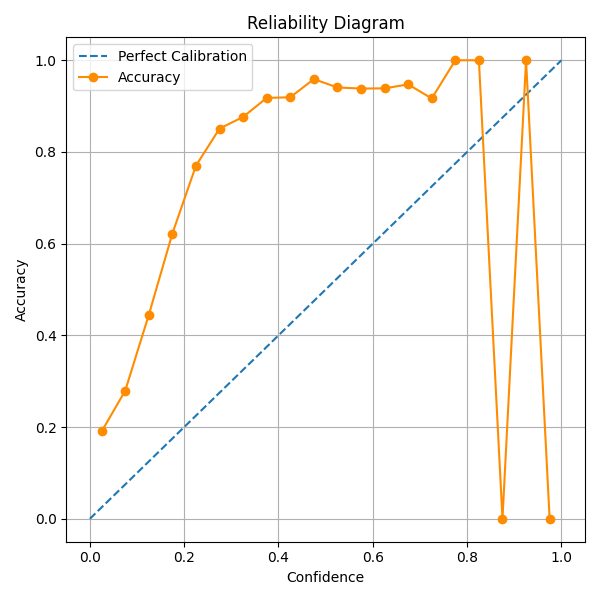 Reliability Diagram
Perfect Calibration
Accuracy
1.0
0.8
0.6
0.4
0.2
0.0
Accuracy
0.0 0.2 0.4 0.6 0.8 1.0
Confidence